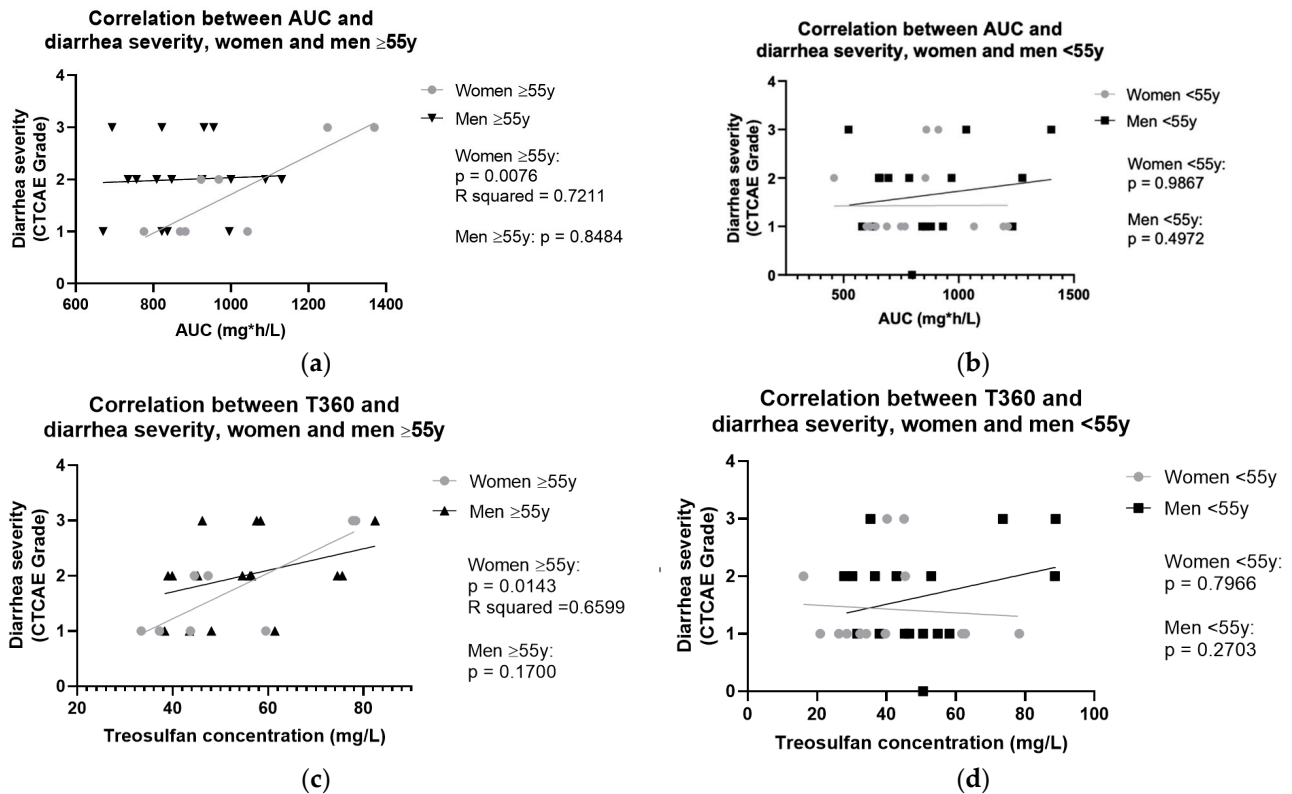 Correlation between AUC and
diarrhea severity, women and men ≥55y
Diarrhea severity
(CTCAE Grade)
4
3
2
1
0
600
800
1000
1200
1400
AUC (mg*h/L)
Women ≥55y
Men ≥55y
Women ≥55y:
p = 0.0076
R squared = 0.7211
Men ≥55y: p = 0.8484
(a)
Correlation between AUC and
diarrhea severity, women and men <55y
Diarrhea severity
(CTCAE Grade)
4
3
2
1
0
500
1000
1500
AUC (mg*h/L)
Women <55y
Men <55y
Women <55y:
p = 0.9867
Men <55y:
p = 0.4972
(b)
Correlation between T360 and
diarrhea severity, women and men ≥55y
Diarrhea severity
(CTCAE Grade)
4
3
2
1
0
20
40
60
80
Treosulfan concentration (mg/L)
Women ≥55y
Men ≥55y
Women ≥55y:
p = 0.0143
R squared =0.6599
Men ≥55y:
p = 0.1700
(c)
Correlation between T360 and
diarrhea severity, women and men <55y
Diarrhea severity
(CTCAE Grade)
4
3
2
1
0
0
20
40
60
80
100
Treosulfan concentration (mg/L)
Women <55y
Men <55y
Women <55y:
p = 0.7966
Men <55y:
p = 0.2703
(d)